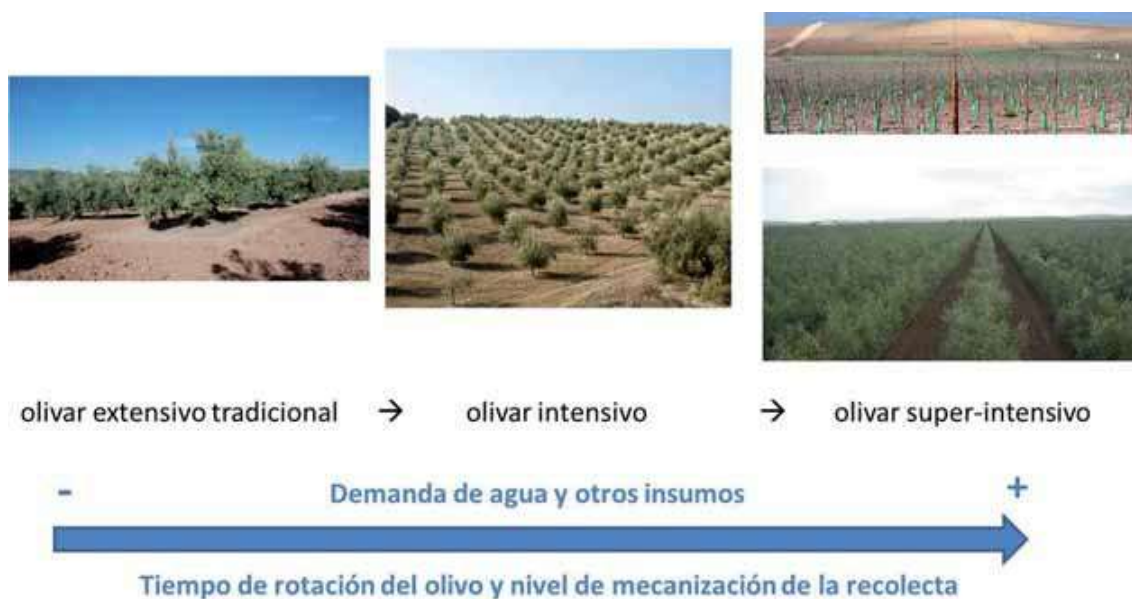 olivar extensivo tradicional → olivar intensivo → olivar super-intensivo
- Demanda de agua y otros insumos +
Tiempo de rotación del olivo y nivel de mecanización de la recolecta